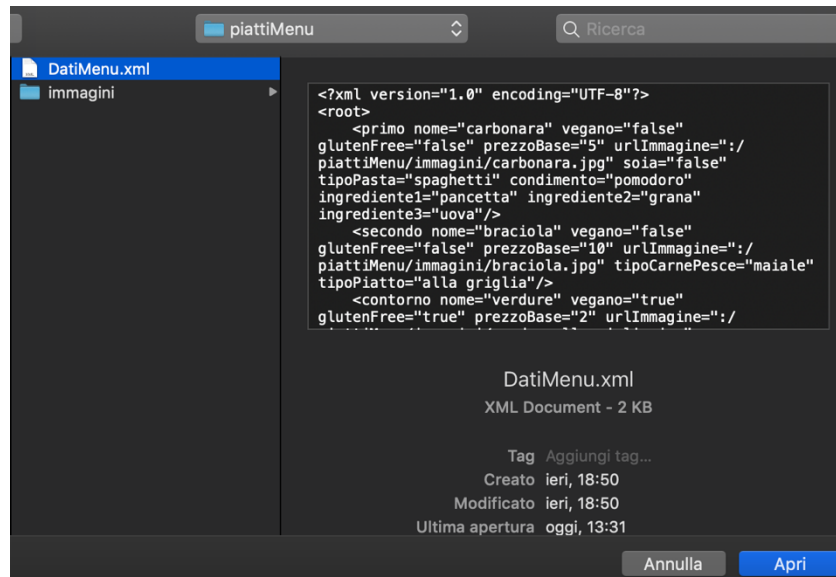 piattiMenu
Ricerca
DatiMenu.xml
immagini
<?xml version="1.0" encoding="UTF-8"?>
<root>
<primo nome="carbonara" vegano="false"
glutenFree="false" prezzoBase="5" urlImmagine=":/
piattiMenu/immagini/carbonara.jpg" soia="false"
tipoPasta="spaghetti" condimento="pomodoro"
ingrediente1="pancetta" ingrediente2="grana"
ingrediente3="uova"/>
<secondo nome="braciola" vegano="false"
glutenFree="false" prezzoBase="10" urlImmagine=":/
piattiMenu/immagini/braciola.jpg" tipoCarnePesce="maiale"
tipoPiatto="alla griglia"/>
<contorno nome="verdure" vegano="true"
glutenFree="true" prezzoBase="2" urlImmagine=":/
DatiMenu.xml
XML Document - 2 KB
Tag Aggiungi tag...
Creato ieri, 18:50
Modificato ieri, 18:50
Ultima apertura oggi, 13:31
Annulla
Apri